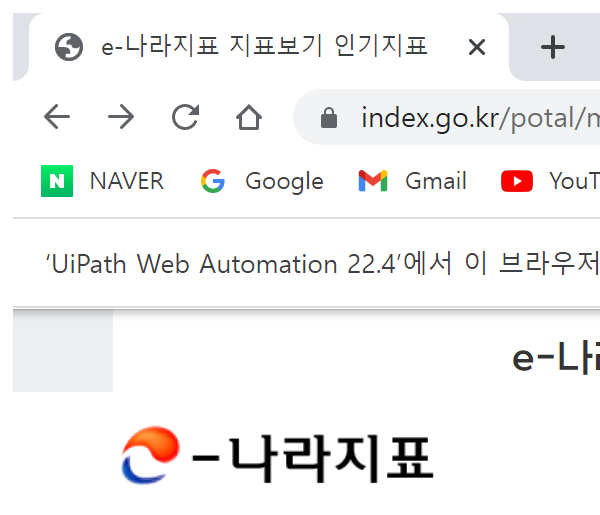 e-나라지표 지표보기 인기지표
index.go.kr/potal/m
NAVER Google Gmail YouT
'UiPath Web Automation 22.4'에서 이 브라우저
e-나
-나라지표